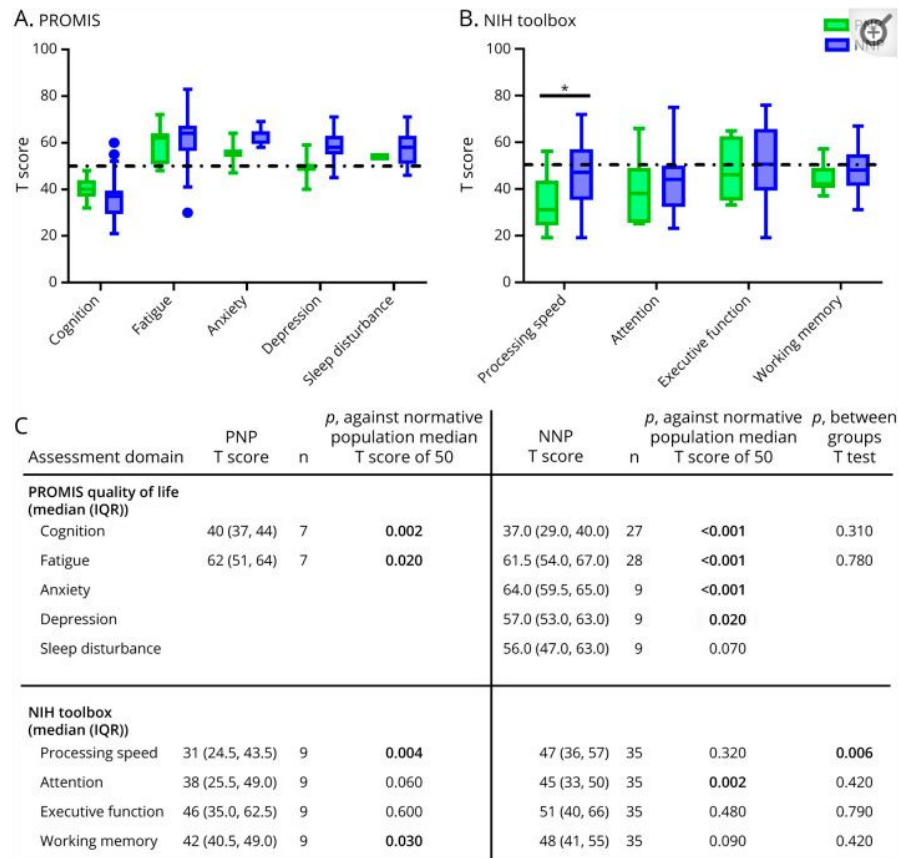 A. PROMIS
B. NIH toolbox
100
80
60
40
20
0
T score
Cognition
Fatigue
Anxiety
Depression
Sleep disturbance
100
80
60
40
20
0
T score
*
Processing speed
Attention
Executive function
Working memory
C
p, against normative population median T score of 50
p, against normative population median T score of 50
p, between groups T test
Assessment domain PNP T score n NNP T score n
PROMIS quality of life
(median (IQR))
Cognition 40 (37, 44) 7 0.002 37.0 (29.0, 40.0) 27 <0.001 0.310
Fatigue 62 (51, 64) 7 0.020 61.5 (54.0, 67.0) 28 <0.001 0.780
Anxiety 64.0 (59.5, 65.0) 9 <0.001
Depression 57.0 (53.0, 63.0) 9 0.020
Sleep disturbance 56.0 (47.0, 63.0) 9 0.070
NIH toolbox
(median (IQR))
Processing speed 31 (24.5, 43.5) 9 0.004 47 (36, 57) 35 0.320 0.006
Attention 38 (25.5, 49.0) 9 0.060 45 (33, 50) 35 0.002 0.420
Executive function 46 (35.0, 62.5) 9 0.600 51 (40, 66) 35 0.480 0.790
Working memory 42 (40.5, 49.0) 9 0.030 48 (41, 55) 35 0.090 0.420